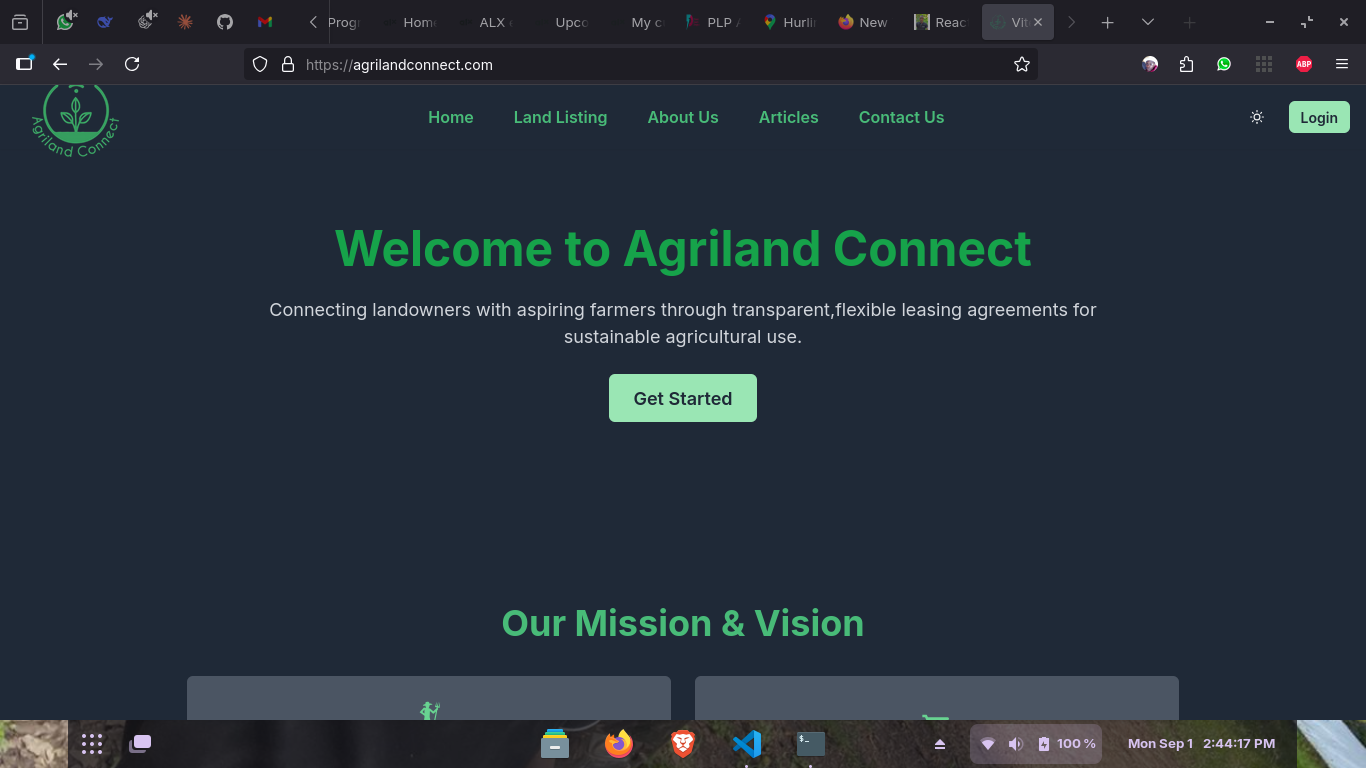 Progr
Home
ALX
Upco
My c
PLP
Hurli
New
Reac
Vit
https://agrilandconnect.com
ABP
Agriland Connect
Home
Land Listing
About Us
Articles
Contact Us
Login
Welcome to Agriland Connect
Connecting landowners with aspiring farmers through transparent,flexible leasing agreements for
sustainable agricultural use.
Get Started
Our Mission & Vision
$_
100 %
Mon Sep 1 2:44:17 PM